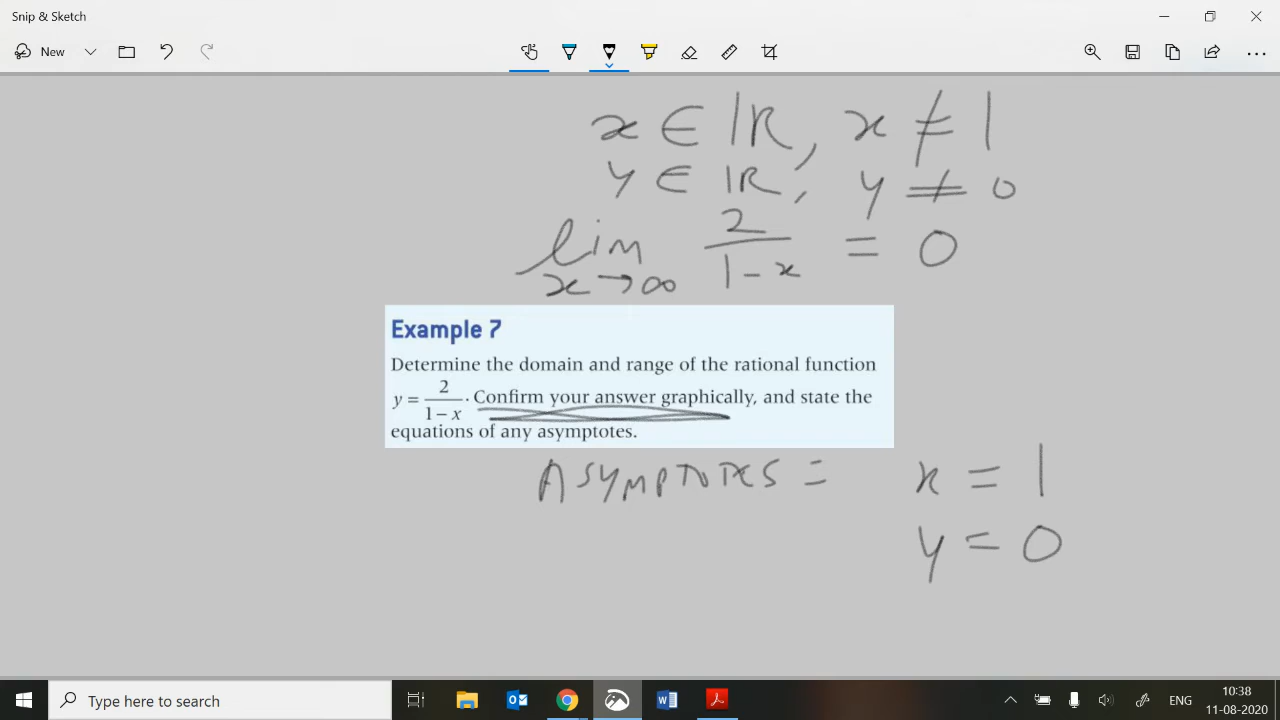 Snip & Sketch
New
x ∈ ℝ, x ≠ 1
y ∈ ℝ, y ≠ 0
lim x→∞ 2/(1-x) = 0
Example 7
Determine the domain and range of the rational function
y = 2/(1-x). Confirm your answer graphically, and state the
equations of any asymptotes.
ASYMPTOTES = x = 1
y = 0
Type here to search
ENG
10:38
11-08-2020